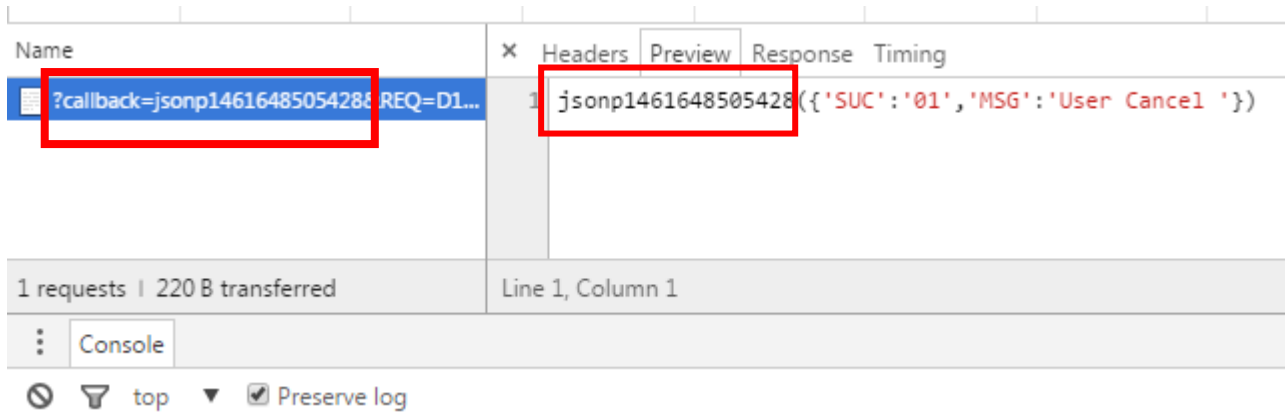 Name
× Headers Preview Response Timing
?callback=jsonp1461648505428&REQ=D1...
1 jsonp1461648505428({'SUC':'01','MSG':'User Cancel '})
1 requests | 220 B transferred
Line 1, Column 1
Console
top ▼ Preserve log